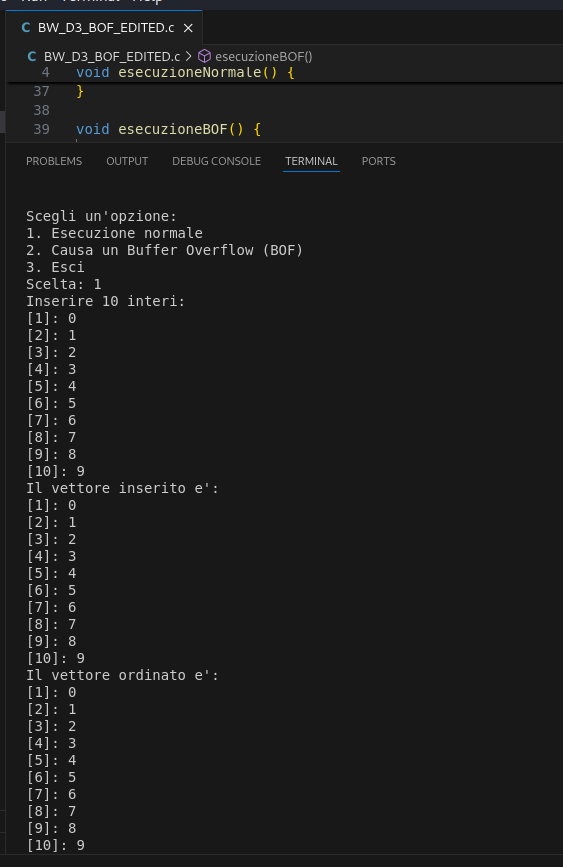 Run Terminal Help
C BW_D3_BOF_EDITED.c ×
C BW_D3_BOF_EDITED.c > esecuzioneBOF()
4 void esecuzioneNormale() {
37 }
38
39 void esecuzioneBOF() {
PROBLEMS OUTPUT DEBUG CONSOLE TERMINAL PORTS
Scegli un'opzione:
1. Esecuzione normale
2. Causa un Buffer Overflow (BOF)
3. Esci
Scelta: 1
Inserire 10 interi:
[1]: 0
[2]: 1
[3]: 2
[4]: 3
[5]: 4
[6]: 5
[7]: 6
[8]: 7
[9]: 8
[10]: 9
Il vettore inserito e':
[1]: 0
[2]: 1
[3]: 2
[4]: 3
[5]: 4
[6]: 5
[7]: 6
[8]: 7
[9]: 8
[10]: 9
Il vettore ordinato e':
[1]: 0
[2]: 1
[3]: 2
[4]: 3
[5]: 4
[6]: 5
[7]: 6
[8]: 7
[9]: 8
[10]: 9